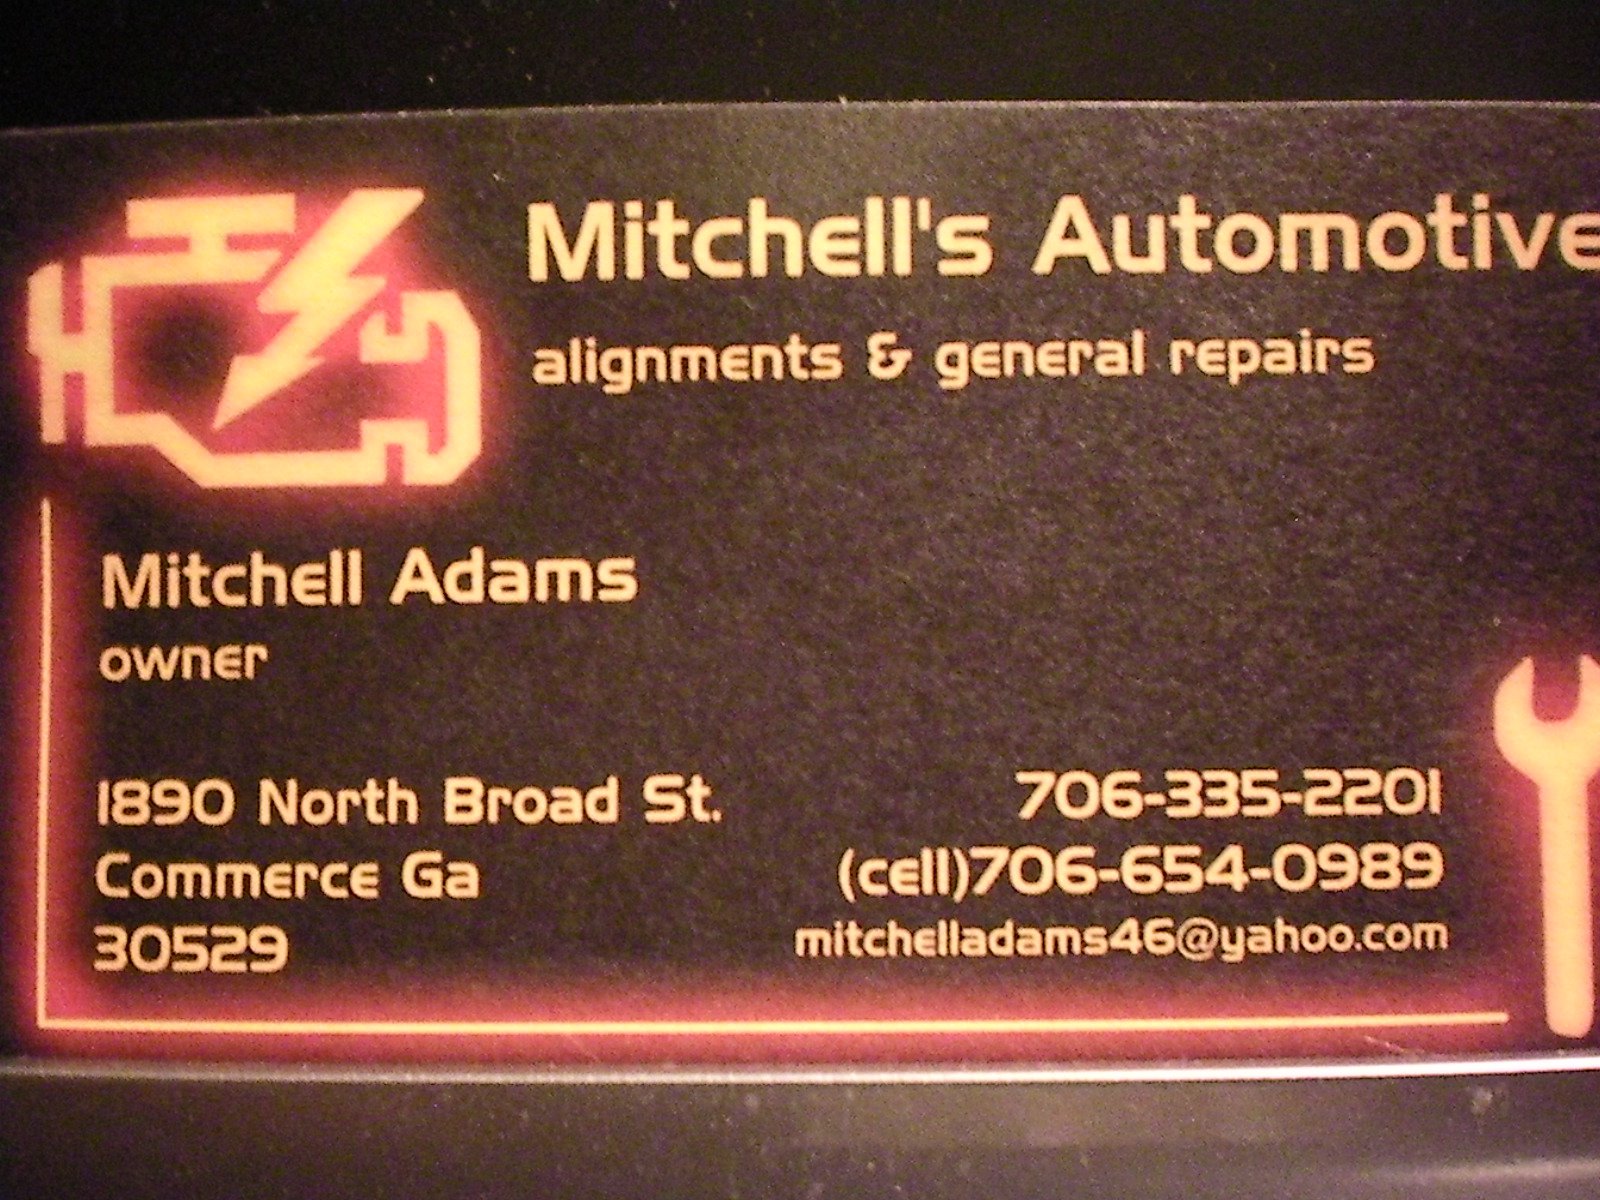 Mitchell's Automotive
alignments & general repairs
Mitchell Adams
owner
1890 North Broad St.
Commerce Ga
30529
706-335-2201
(cell)706-654-0989
mitchelladams46@yahoo.com